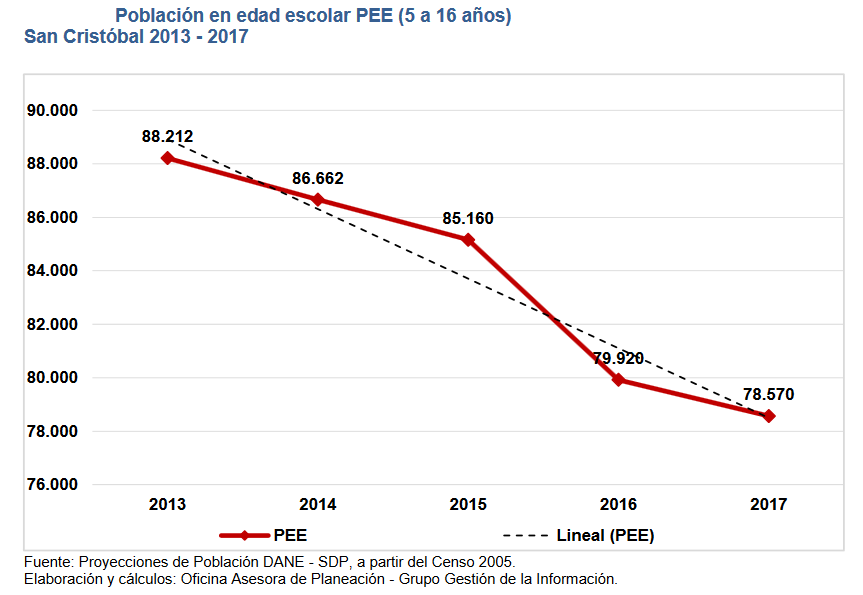 Población en edad escolar PEE (5 a 16 años)
San Cristóbal 2013 - 2017
90.000
88.000
86.000
84.000
82.000
80.000
78.000
76.000
88.212
86.662
85.160
79.920
78.570
2013 2014 2015 2016 2017
PEE Lineal (PEE)
Fuente: Proyecciones de Población DANE - SDP, a partir del Censo 2005.
Elaboración y cálculos: Oficina Asesora de Planeación - Grupo Gestión de la Información.